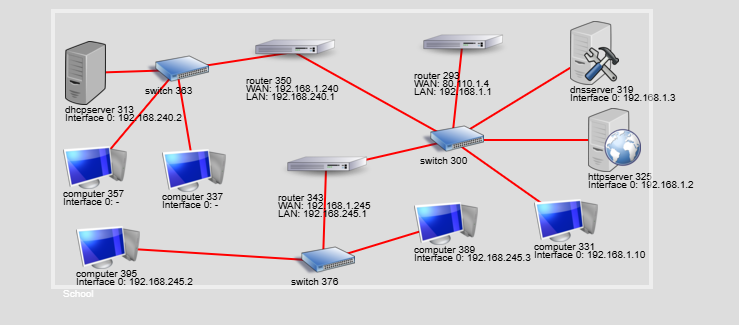 router 350
WAN: 192.168.1.240
LAN: 192.168.240.1
router 293
WAN: 80.110.1.4
LAN: 192.168.1.1
dnsserver 319
Interface 0: 192.168.1.3
switch 363
dhcpserver 313
Interface 0: 192.168.240.2
switch 300
httpserver 325
Interface 0: 192.168.1.2
computer 357
Interface 0: -
computer 337
Interface 0: -
router 343
WAN: 192.168.1.245
LAN: 192.168.245.1
computer 389
Interface 0: 192.168.245.3
computer 331
Interface 0: 192.168.1.10
computer 395
Interface 0: 192.168.245.2
switch 376
School